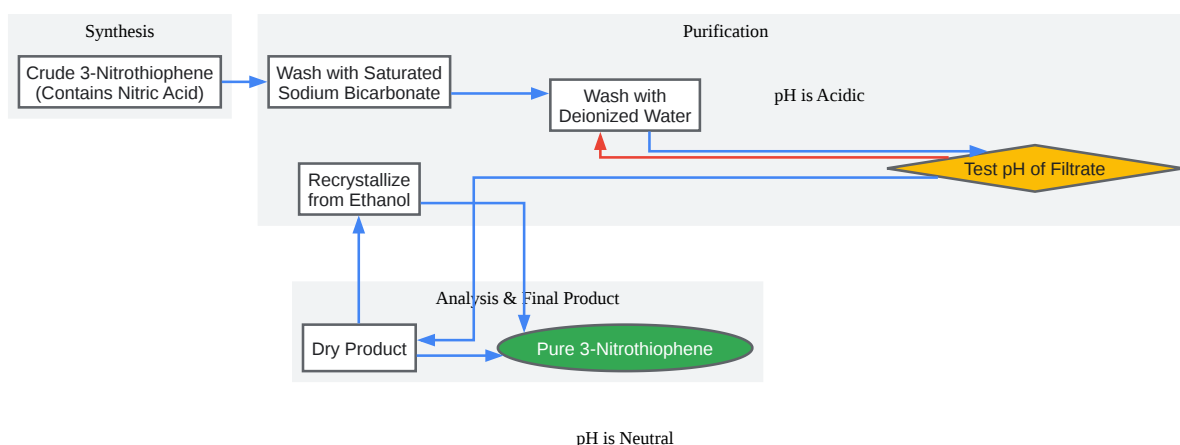 Synthesis
Purification
Crude 3-Nitrothiophene
(Contains Nitric Acid)
Wash with Saturated
Sodium Bicarbonate
Wash with
Deionized Water
pH is Acidic
Test pH of Filtrate
Recrystallize
from Ethanol
Analysis & Final Product
Dry Product
Pure 3-Nitrothiophene
pH is Neutral